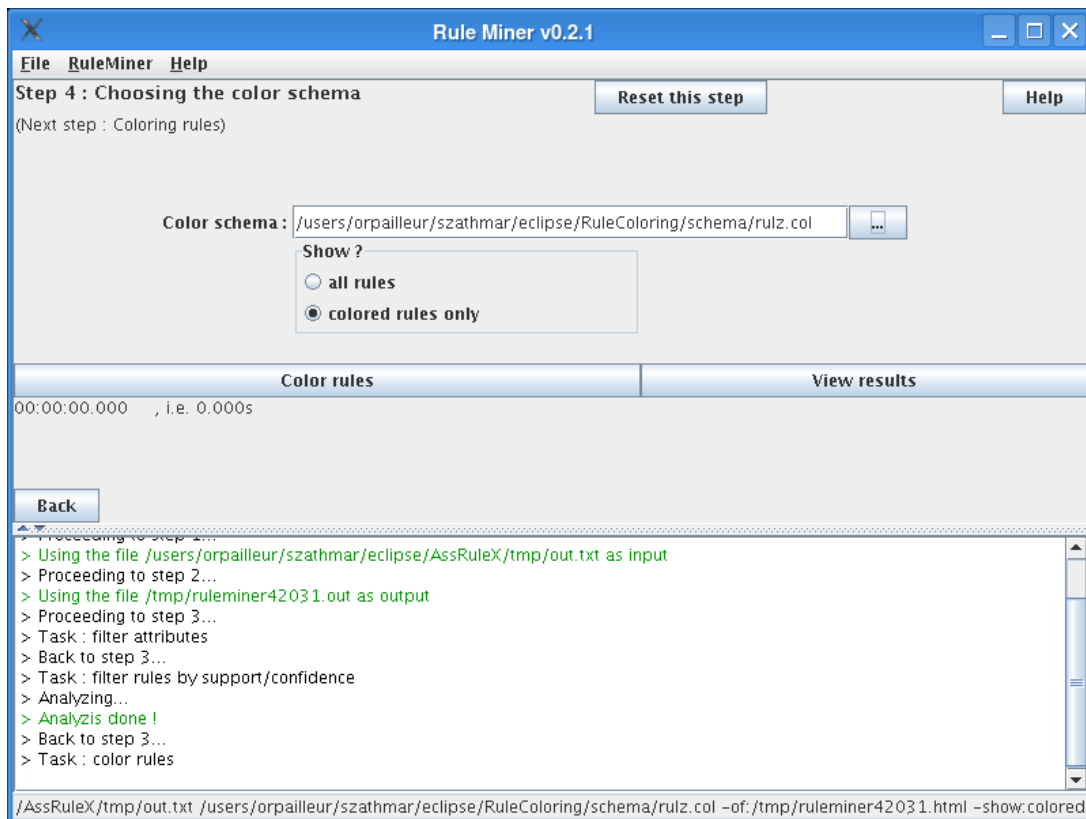 Rule Miner v0.2.1
File RuleMiner Help
Step 4 : Choosing the color schema
Reset this step
Help
(Next step : Coloring rules)
Color schema : /users/orpailleur/szathmar/eclipse/RuleColoring/schema/rulz.col ...
Show ?
all rules
colored rules only
Color rules
View results
00:00:00.000 , i.e. 0.000s
Back
> Proceeding to step 1...
> Using the file /users/orpailleur/szathmar/eclipse/AssRuleX/tmp/out.txt as input
> Proceeding to step 2...
> Using the file /tmp/ruleminer42031.out as output
> Proceeding to step 3...
> Task : filter attributes
> Back to step 3...
> Task : filter rules by support/confidence
> Analyzing...
> Analyzis done !
> Back to step 3...
> Task : color rules
/AssRuleX/tmp/out.txt /users/orpailleur/szathmar/eclipse/RuleColoring/schema/rulz.col -of:/tmp/ruleminer42031.html -show:colored